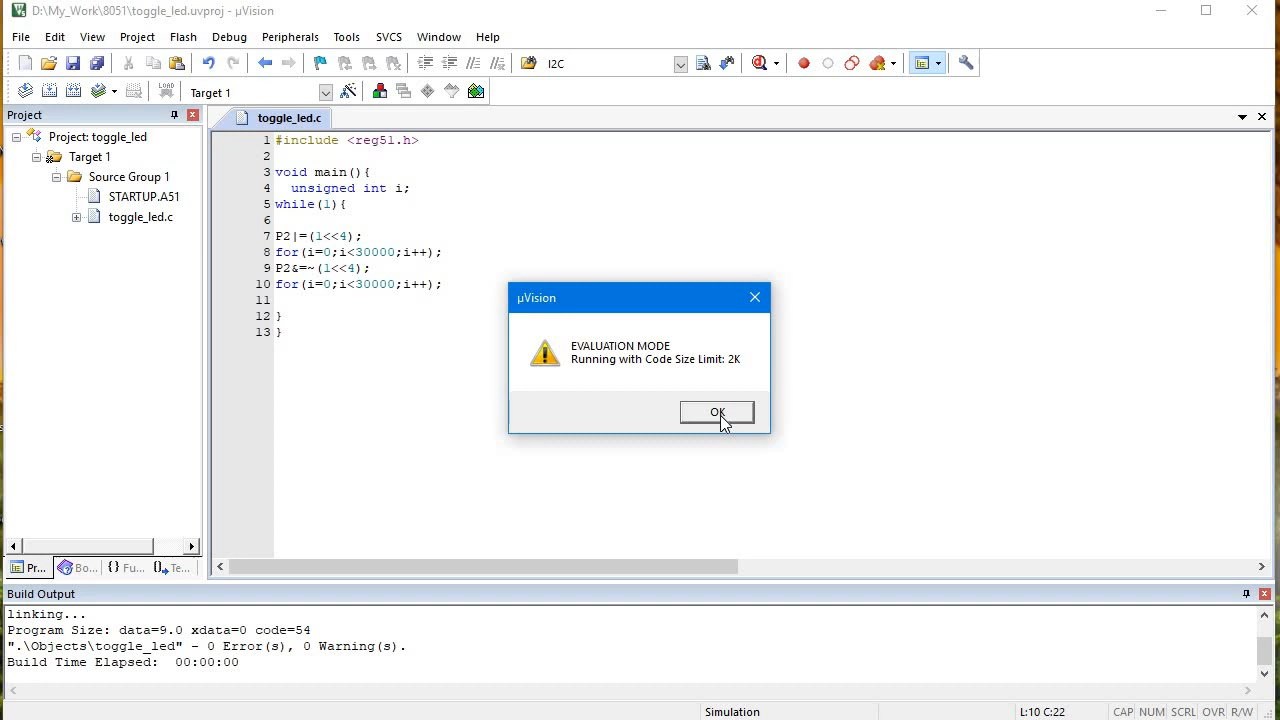 D:\My_Work\8051\toggle_led.uvproj - µVision
File Edit View Project Flash Debug Peripherals Tools SVCS Window Help
I2C
LOAD
Target 1
Project
toggle_led.c
Project: toggle_led
Target 1
Source Group 1
STARTUP.A51
toggle_led.c
1 #include <reg51.h>
2
3 void main(){
4 unsigned int i;
5 while(1){
6
7 P2|=(1<<4);
8 for(i=0;i<30000;i++);
9 P2&=~(1<<4);
10 for(i=0;i<30000;i++);
11
12 }
13 }
µVision
EVALUATION MODE
Running with Code Size Limit: 2K
OK
Pr... Bo... {} Fu... Te...
Build Output
linking...
Program Size: data=9.0 xdata=0 code=54
".\Objects\toggle_led" - 0 Error(s), 0 Warning(s).
Build Time Elapsed: 00:00:00
Simulation L:10 C:22 CAP NUM SCRL OVR R/W